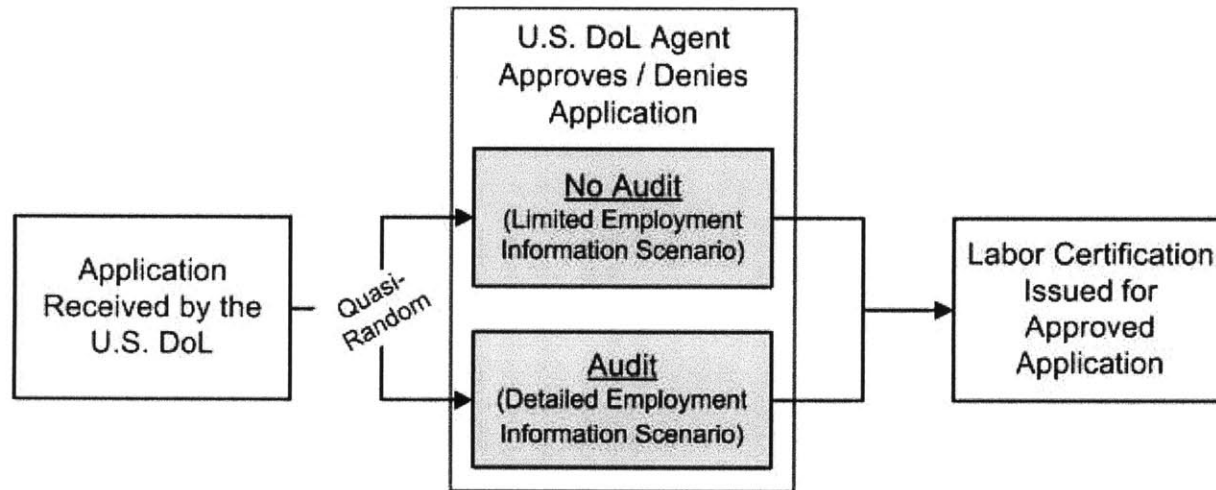 Application
Received by the
U.S. DoL
Quasi-
Random
U.S. DoL Agent
Approves / Denies
Application
No Audit
(Limited Employment
Information Scenario)
Audit
(Detailed Employment
Information Scenario)
Labor Certification
Issued for
Approved
Application